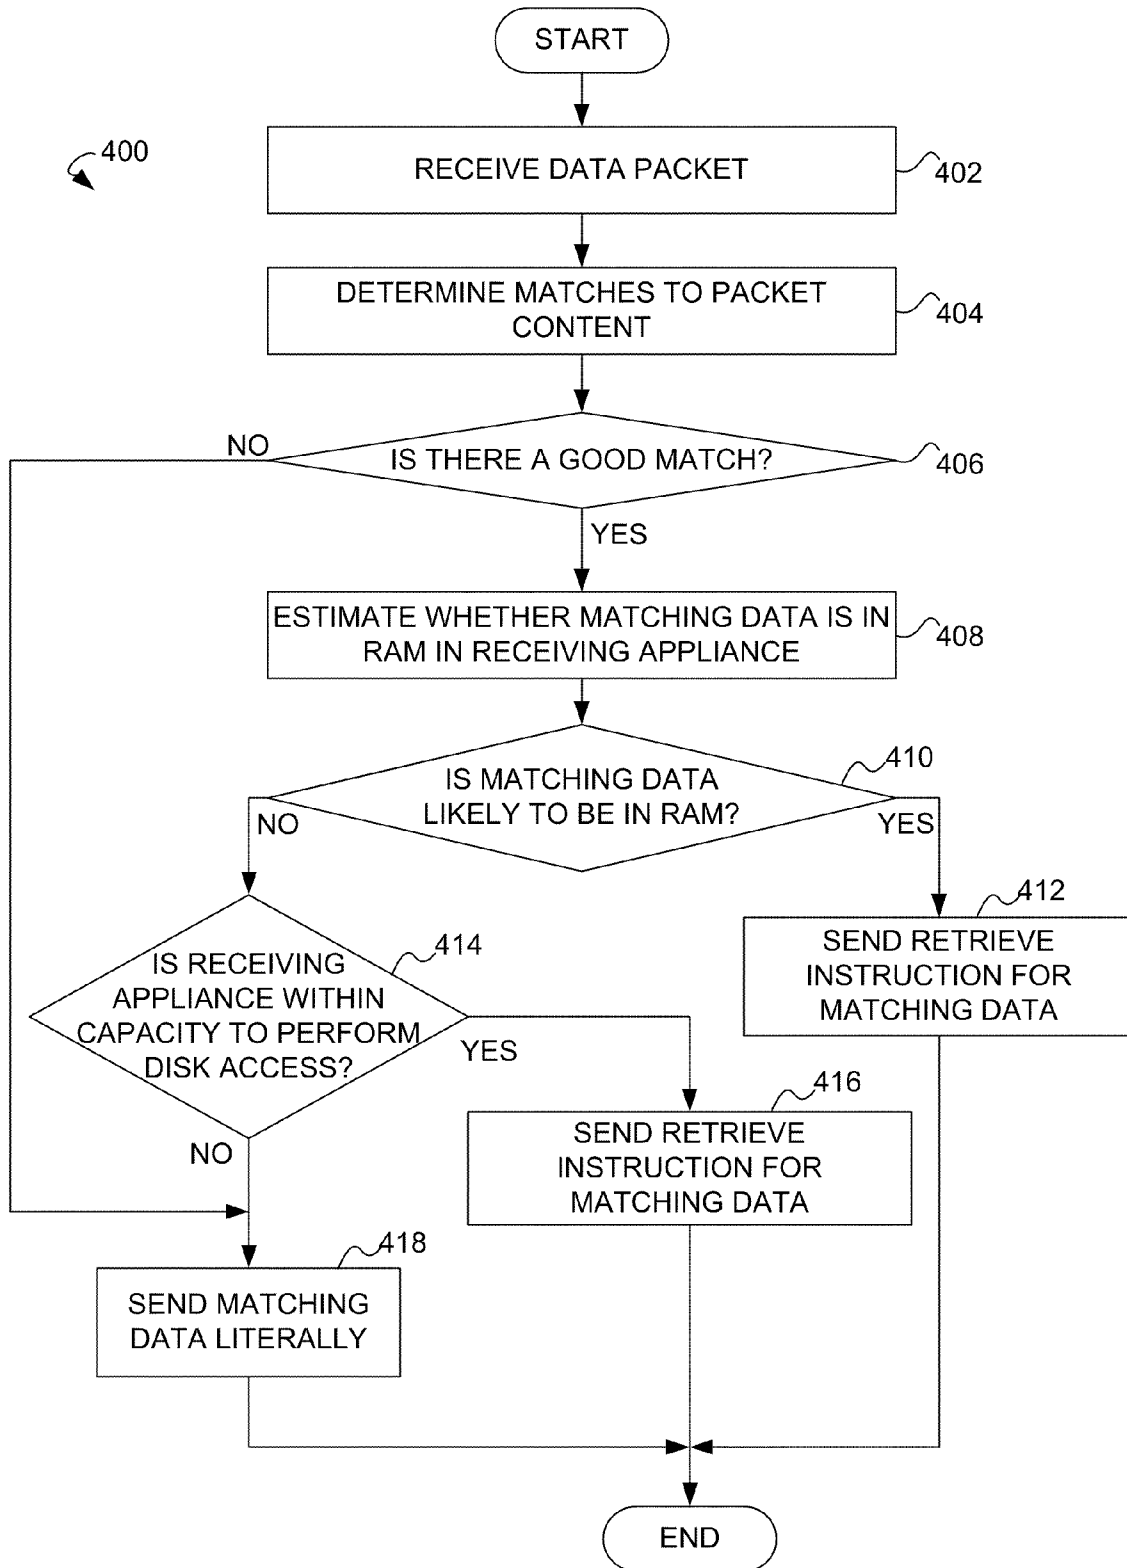 START
400
RECEIVE DATA PACKET
402
DETERMINE MATCHES TO PACKET
CONTENT
404
NO
IS THERE A GOOD MATCH?
406
YES
ESTIMATE WHETHER MATCHING DATA IS IN
RAM IN RECEIVING APPLIANCE
408
410
IS MATCHING DATA
LIKELY TO BE IN RAM?
NO
YES
412
SEND RETRIEVE
INSTRUCTION FOR
MATCHING DATA
414
IS RECEIVING
APPLIANCE WITHIN
CAPACITY TO PERFORM
DISK ACCESS?
YES
416
SEND RETRIEVE
INSTRUCTION FOR
MATCHING DATA
NO
418
SEND MATCHING
DATA LITERALLY
END